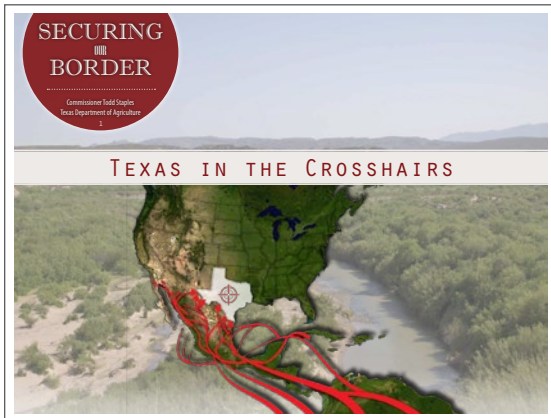 SECURING
OUR
BORDER
Commissioner Todd Staples
Texas Department of Agriculture
1
TEXAS IN THE CROSSHAIRS